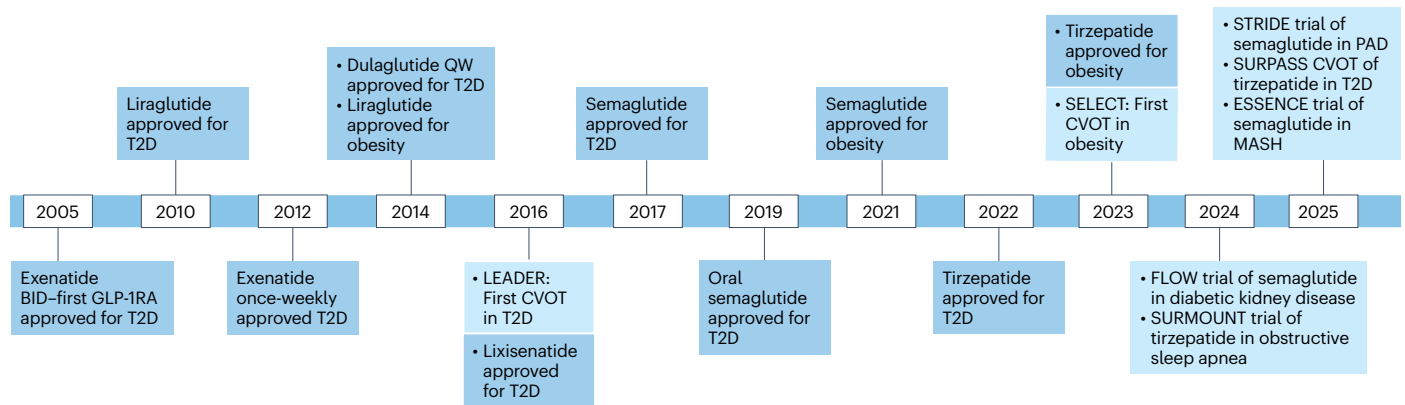 Liraglutide
approved for
T2D
• Dulaglutide QW
approved for T2D
• Liraglutide
approved for
obesity
Semaglutide
approved for
T2D
Semaglutide
approved for
obesity
• Tirzepatide
approved for
obesity
• SELECT: First
CVOT in
obesity
• STRIDE trial of
semaglutide in PAD
• SURPASS CVOT of
tirzepatide in T2D
• ESSENCE trial of
semaglutide in
MASH
2005
2010
2012
2014
2016
2017
2019
2021
2022
2023
2024
2025
Exenatide
BID–first GLP-1RA
approved for T2D
Exenatide
once-weekly
approved T2D
• LEADER:
First CVOT
in T2D
• Lixisenatide
approved
for T2D
Oral
semaglutide
approved for
T2D
Tirzepatide
approved for
T2D
• FLOW trial of semaglutide
in diabetic kidney disease
• SURMOUNT trial of
tirzepatide in obstructive
sleep apnea